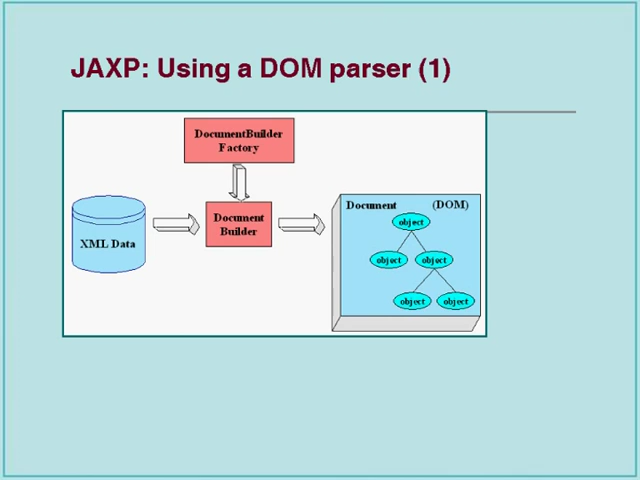 JAXP: Using a DOM parser (1)
DocumentBuilder
Factory
XML Data
Document
Builder
Document (DOM)
object
object object
object object